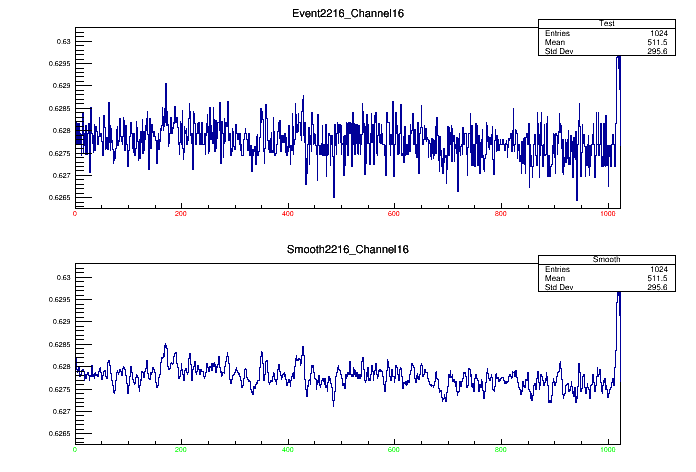 Event2216_Channel16
Test
Entries 1024
Mean 511.5
Std Dev 295.6
0.63
0.6295
0.629
0.6285
0.628
0.6275
0.627
0.6265
0 200 400 600 800 1000
Smooth2216_Channel16
Smooth
Entries 1024
Mean 511.5
Std Dev 295.6
0.63
0.6295
0.629
0.6285
0.628
0.6275
0.627
0.6265
0 200 400 600 800 1000